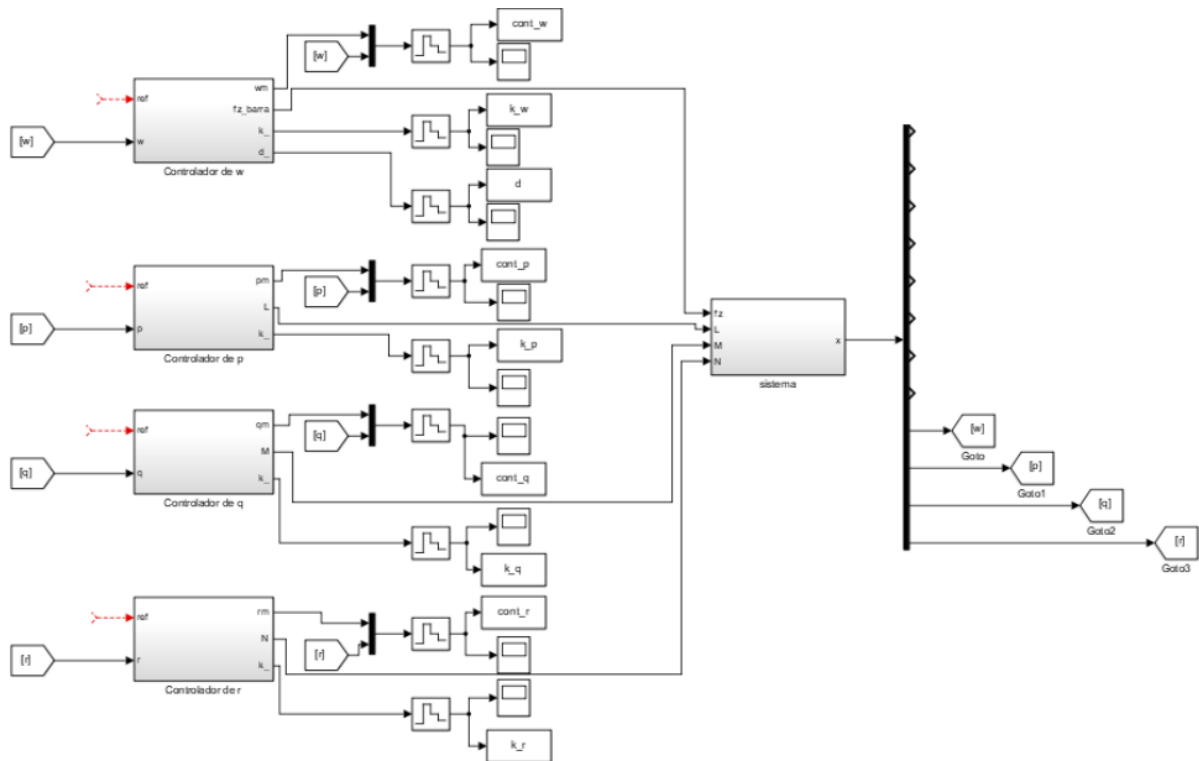 cont_w
[w]
wm
ref
fz_barra
k_w
[w]
w
k_
d_
Controlador de w
d
cont_p
ref
pm
[p]
L
fz
[p]
p
k_
k_p
L
M
x
N
Controlador de p
sistema
ref
qm
[q]
[w]
M
Goto
[q]
q
k_
cont_q
[p]
Goto1
Controlador de q
[q]
Goto2
[r]
k_q
Goto3
ref
rm
cont_r
N
[r]
r
k_
[r]
Controlador de r
k_r